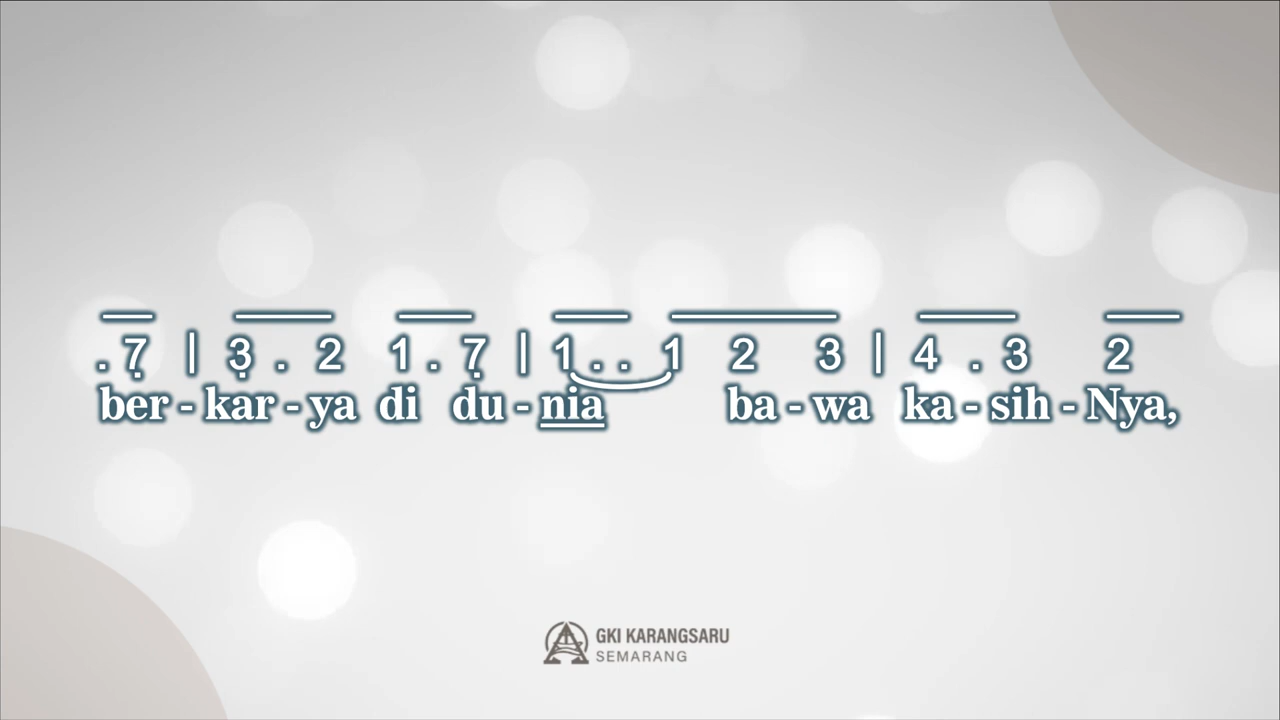 . 7̣ | 3̣ . 2 1 . 7̣ | 1 . . 1 2 3 | 4 . 3 2
ber - kar - ya di du - nia ba - wa ka - sih - Nya,
GKI KARANGSARU
SEMARANG